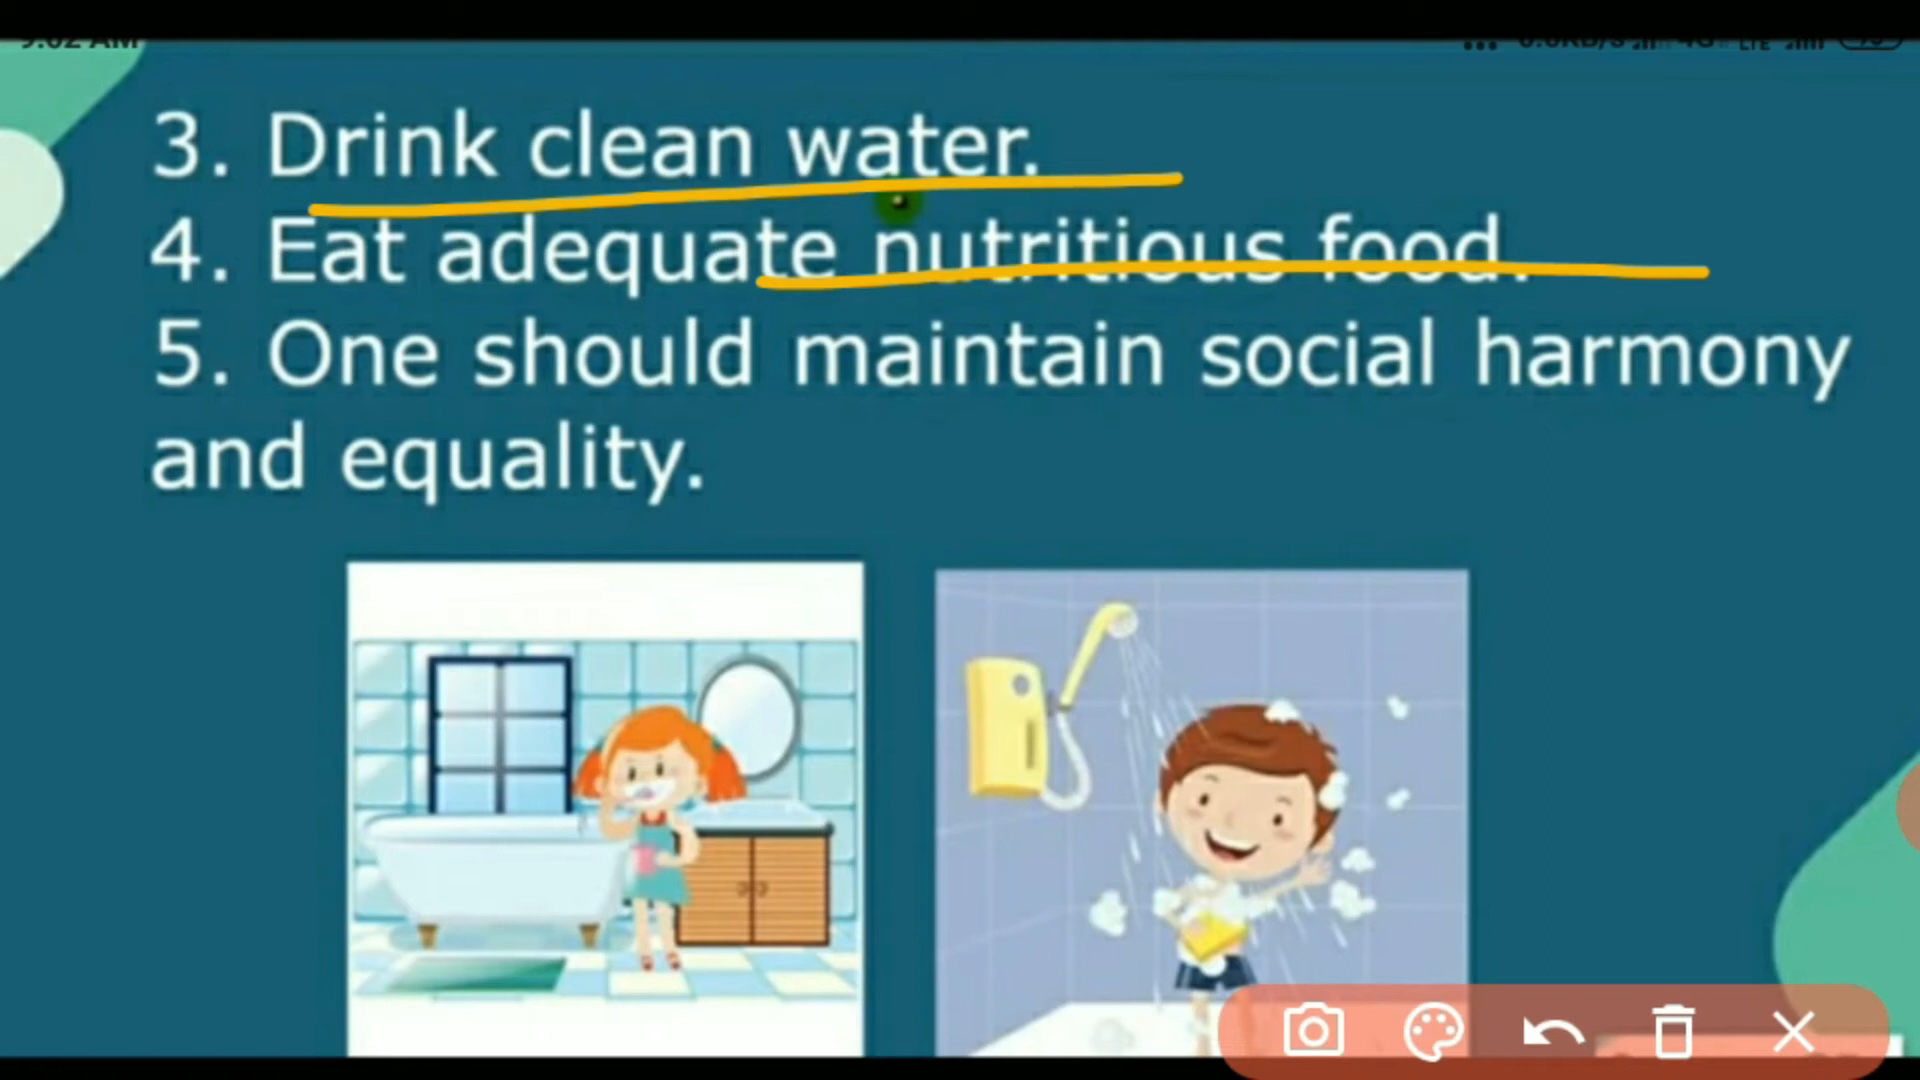 3. Drink clean water.
4. Eat adequate nutritious food.
5. One should maintain social harmony
and equality.